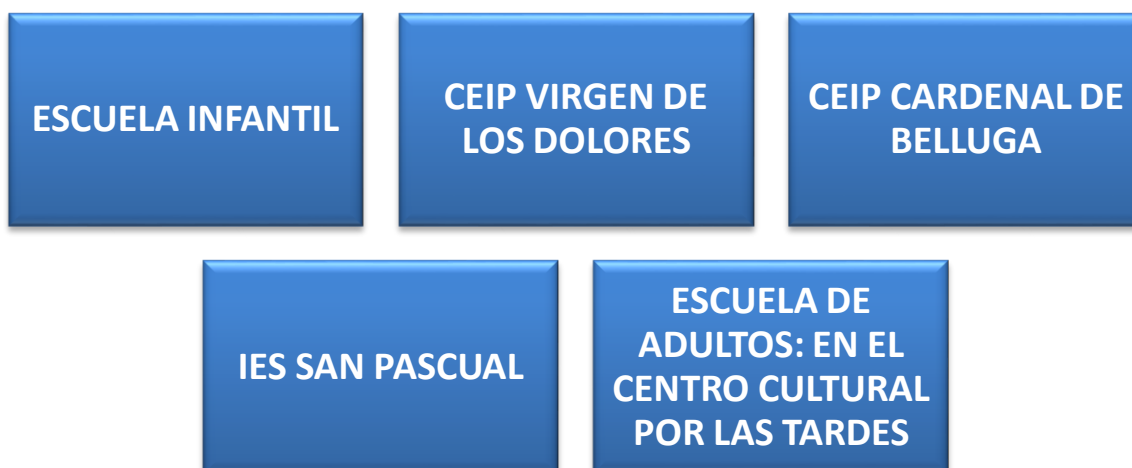 ESCUELA INFANTIL
CEIP VIRGEN DE
LOS DOLORES
CEIP CARDENAL DE
BELLUGA
IES SAN PASCUAL
ESCUELA DE
ADULTOS: EN EL
CENTRO CULTURAL
POR LAS TARDES